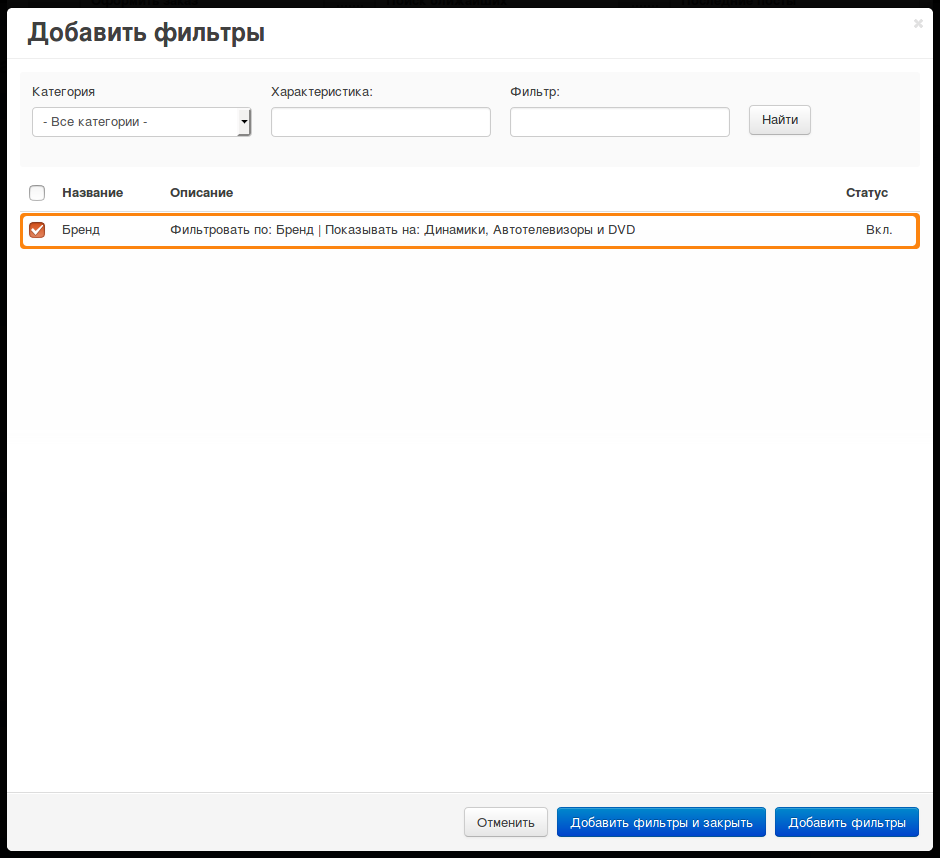 Добавить фильтры
Категория Характеристика: Фильтр:
- Все категории - Найти
Название Описание Статус
Бренд Фильтровать по: Бренд | Показывать на: Динамики, Автотелевизоры и DVD Вкл.
Отменить Добавить фильтры и закрыть Добавить фильтры